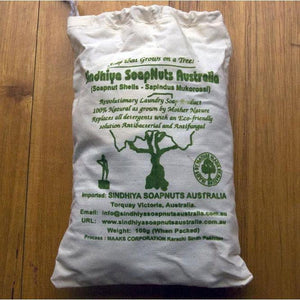 Soap that Grown on a Tree!
Sindhiya SoapNuts Australia
(Soapnut Shells - Sapindus Mukorossi)
Revolutionary Laundry Soap Product
100% Natural as grown by Mother Nature
Replaces all detergents with an Eco-friendly
solution Antibacterial and Antifungal
Imported: SINDHIYA SOAPNUTS AUSTRALIA
Torquay Victoria, Australia.
Email: info@sindhiyasoapnutsaustralia.com.au
URL: www.sindhiyasoapnutsaustralia.com.au
Weight: 100g (When Packed)
Process : MAAKS CORPORATION Karachi Sindh Pakistan